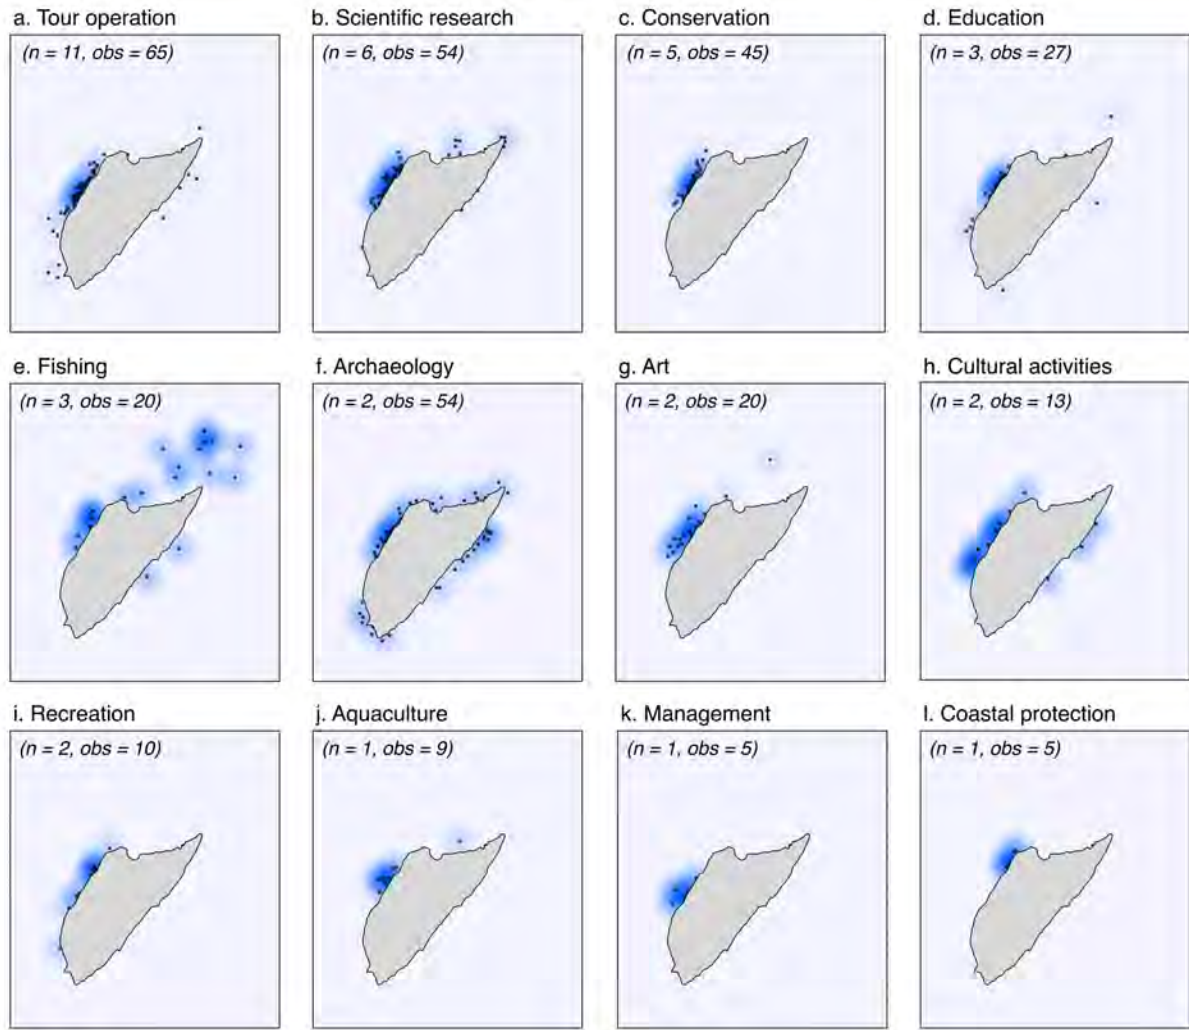 a. Tour operation
(n = 11, obs = 65)
b. Scientific research
(n = 6, obs = 54)
c. Conservation
(n = 5, obs = 45)
d. Education
(n = 3, obs = 27)
e. Fishing
(n = 3, obs = 20)
f. Archaeology
(n = 2, obs = 54)
g. Art
(n = 2, obs = 20)
h. Cultural activities
(n = 2, obs = 13)
i. Recreation
(n = 2, obs = 10)
j. Aquaculture
(n = 1, obs = 9)
k. Management
(n = 1, obs = 5)
l. Coastal protection
(n = 1, obs = 5)